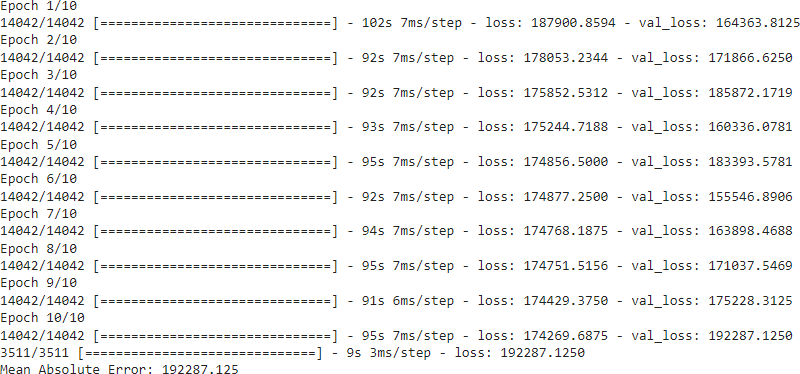 Epoch 1/10
14042/14042 [==============================] - 102s 7ms/step - loss: 187900.8594 - val_loss: 164363.8125
Epoch 2/10
14042/14042 [==============================] - 92s 7ms/step - loss: 178053.2344 - val_loss: 171866.6250
Epoch 3/10
14042/14042 [==============================] - 92s 7ms/step - loss: 175852.5312 - val_loss: 185872.1719
Epoch 4/10
14042/14042 [==============================] - 93s 7ms/step - loss: 175244.7188 - val_loss: 160336.0781
Epoch 5/10
14042/14042 [==============================] - 95s 7ms/step - loss: 174856.5000 - val_loss: 183393.5781
Epoch 6/10
14042/14042 [==============================] - 92s 7ms/step - loss: 174877.2500 - val_loss: 155546.8906
Epoch 7/10
14042/14042 [==============================] - 94s 7ms/step - loss: 174768.1875 - val_loss: 163898.4688
Epoch 8/10
14042/14042 [==============================] - 95s 7ms/step - loss: 174751.5156 - val_loss: 171037.5469
Epoch 9/10
14042/14042 [==============================] - 91s 6ms/step - loss: 174429.3750 - val_loss: 175228.3125
Epoch 10/10
14042/14042 [==============================] - 95s 7ms/step - loss: 174269.6875 - val_loss: 192287.1250
3511/3511 [==============================] - 9s 3ms/step - loss: 192287.1250
Mean Absolute Error: 192287.125